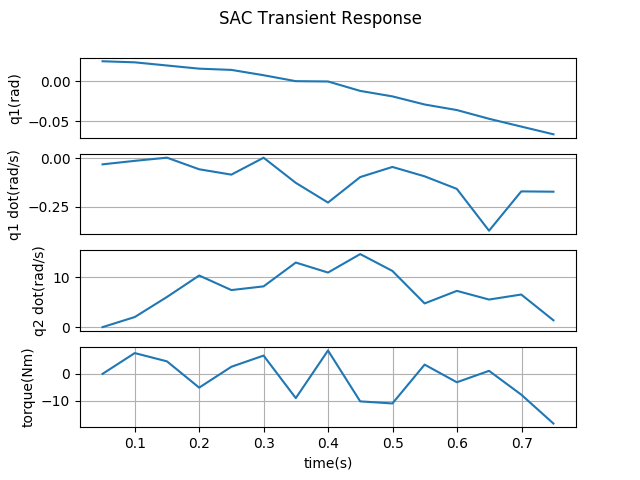 SAC Transient Response
q1(rad)
0.00
−0.05
q1 dot(rad/s)
0.00
−0.25
q2 dot(rad/s)
10
0
torque(Nm)
0
−10
0.1 0.2 0.3 0.4 0.5 0.6 0.7
time(s)